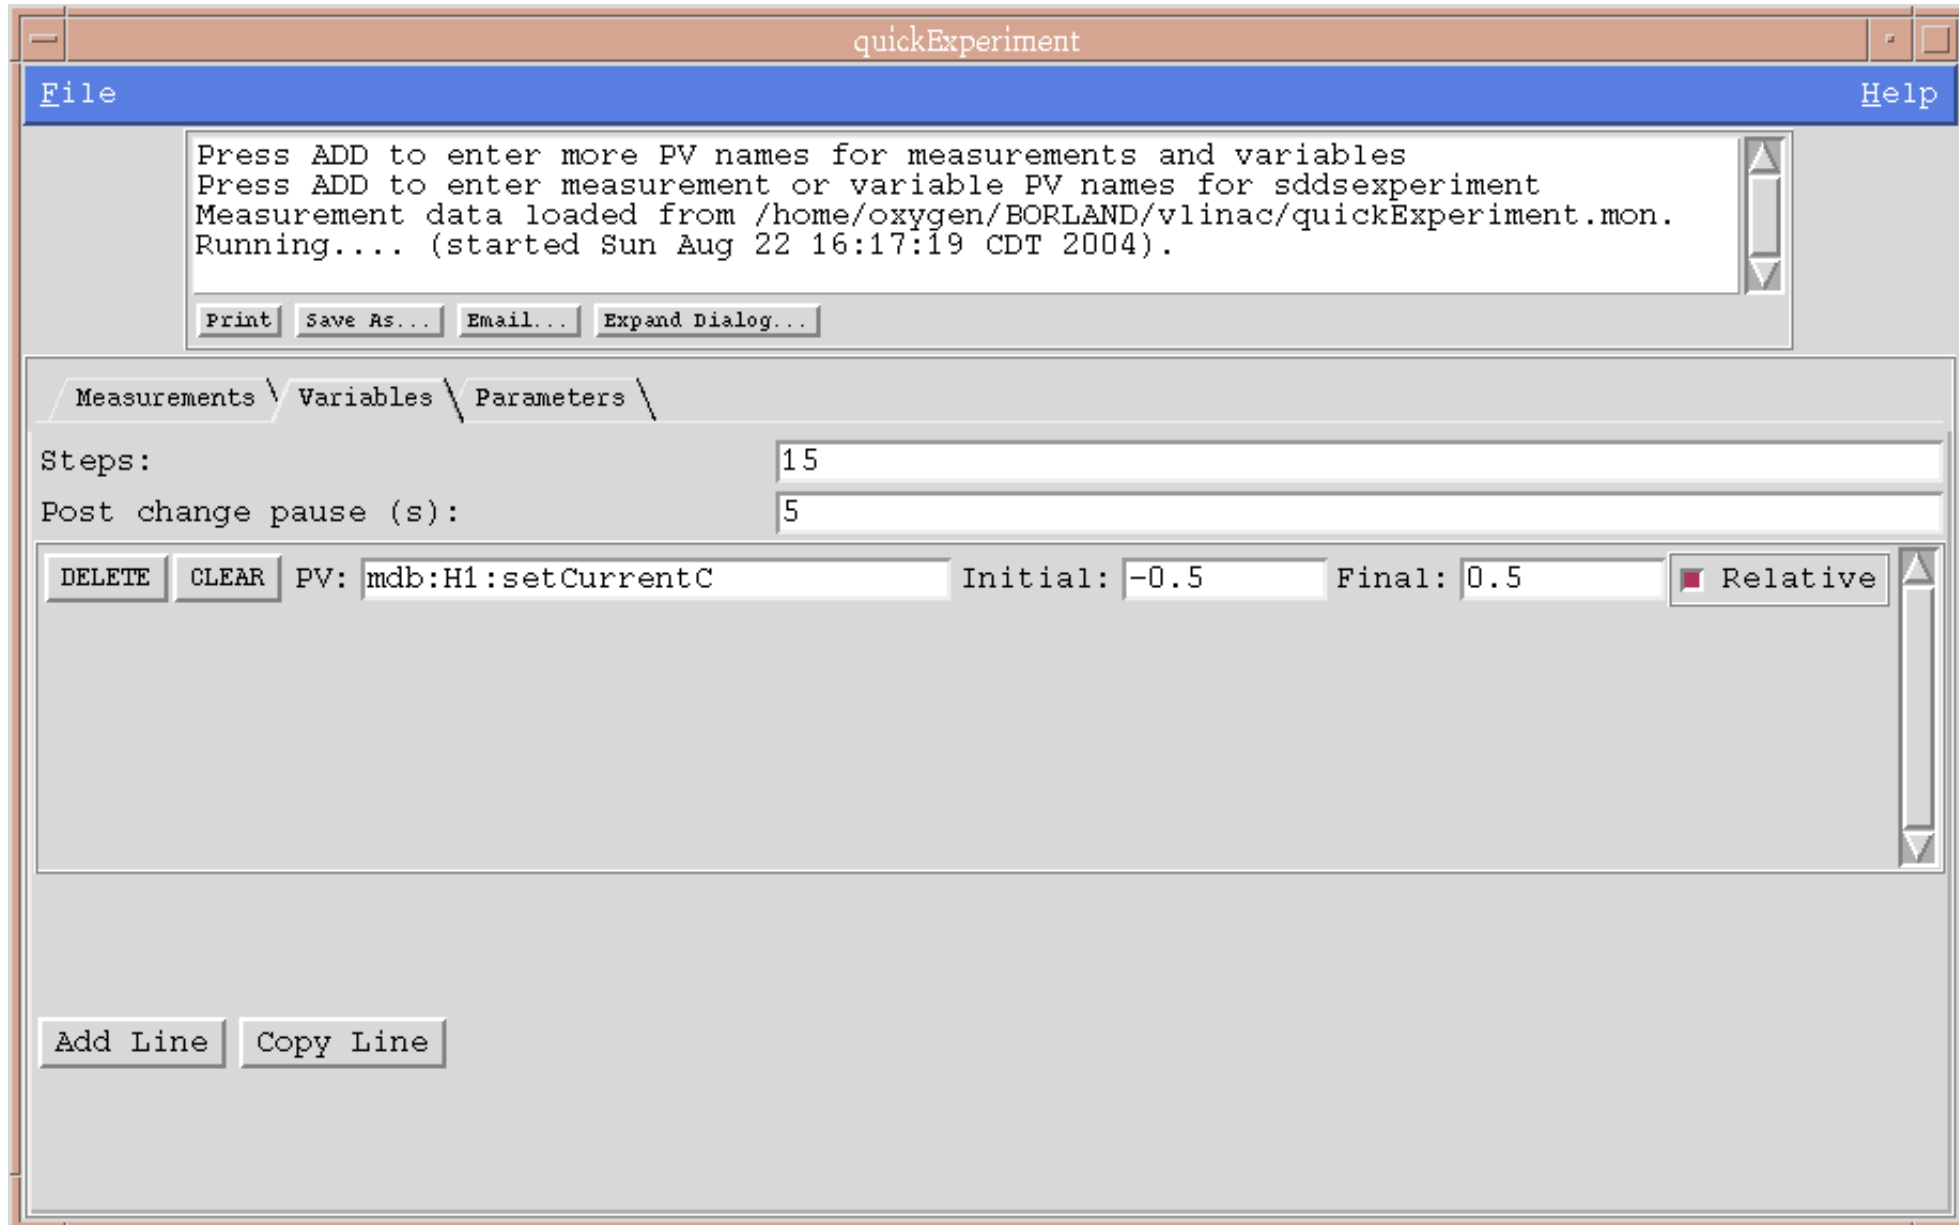 quickExperiment
File Help
Press ADD to enter more PV names for measurements and variables
Press ADD to enter measurement or variable PV names for sddsexperiment
Measurement data loaded from /home/oxygen/BORLAND/vlinac/quickExperiment.mon.
Running.... (started Sun Aug 22 16:17:19 CDT 2004).
Print Save As... Email... Expand Dialog...
Measurements Variables Parameters
Steps: 15
Post change pause (s): 5
DELETE CLEAR PV: mdb:H1:setCurrentC Initial: -0.5 Final: 0.5 Relative
Add Line Copy Line